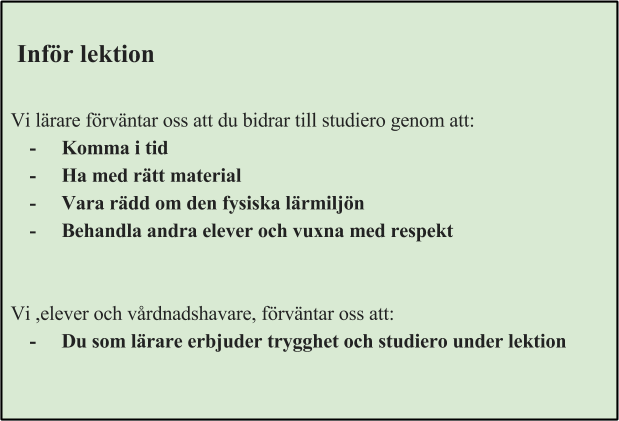 Inför lektion
Vi lärare förväntar oss att du bidrar till studiero genom att:
- Komma i tid
- Ha med rätt material
- Vara rädd om den fysiska lärmiljön
- Behandla andra elever och vuxna med respekt
Vi ,elever och vårdnadshavare, förväntar oss att:
- Du som lärare erbjuder trygghet och studiero under lektion